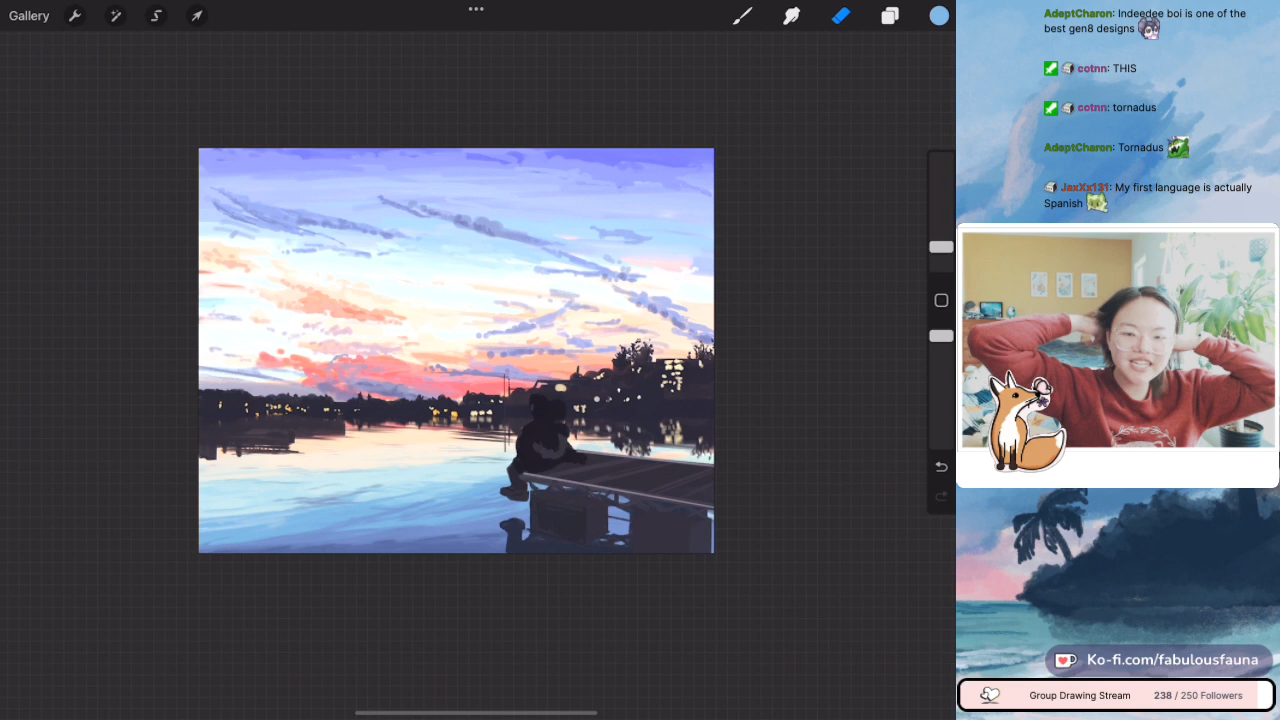 Gallery
AdeptCharon: Indeedee boi is one of the
best gen8 designs
cotnn: THIS
cotnn: tornadus
AdeptCharon: Tornadus
JaxXx131: My first language is actually
Spanish
Ko-fi.com/fabulousfauna
Group Drawing Stream 238 / 250 Followers